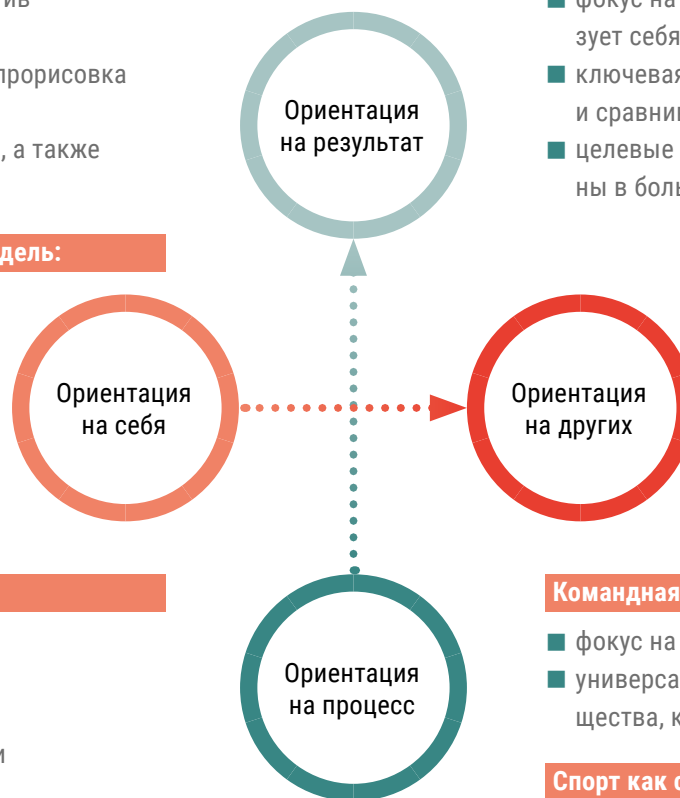 прорисовка
, а также
дель:
Ориентация
на результат
фокус на
зует себя
ключевая
и сравни
целевые
ны в боль
Ориентация
на себя
Ориентация
на других
Ориентация
на процесс
и
Командная
фокус на
универса
щества, к
Спорт как